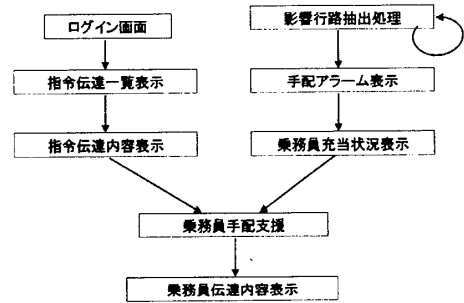 ログイン画面
影響行路抽出処理
指令伝達一覧表示
手配アラーム表示
指令伝達内容表示
乗務員充当状況表示
乗務員手配支援
乗務員伝達内容表示